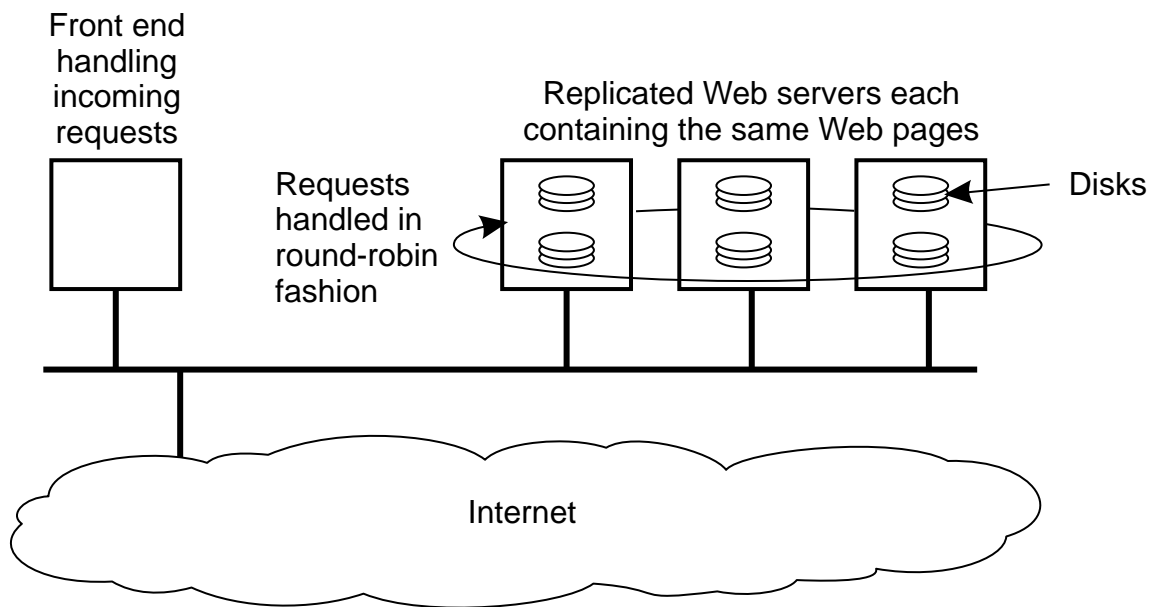 Front end
handling
incoming
requests
Replicated Web servers each
containing the same Web pages
Requests
handled in
round-robin
fashion
Disks
Internet